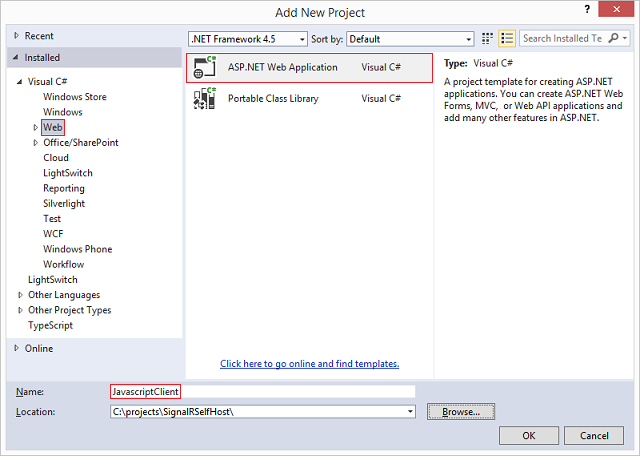 Add New Project
Recent
Installed
Visual C#
Windows Store
Windows
Web
Office/SharePoint
Cloud
LightSwitch
Reporting
Silverlight
Test
WCF
Windows Phone
Workflow
LightSwitch
Other Languages
Other Project Types
TypeScript
Online
.NET Framework 4.5 Sort by: Default Search Installed Te
ASP.NET Web Application Visual C#
Portable Class Library Visual C#
Click here to go online and find templates.
Type: Visual C#
A project template for creating ASP.NET
applications. You can create ASP.NET Web
Forms, MVC, or Web API applications and
add many other features in ASP.NET.
Name: JavascriptClient
Location: C:\projects\SignalRSelfHost\ Browse...
OK Cancel